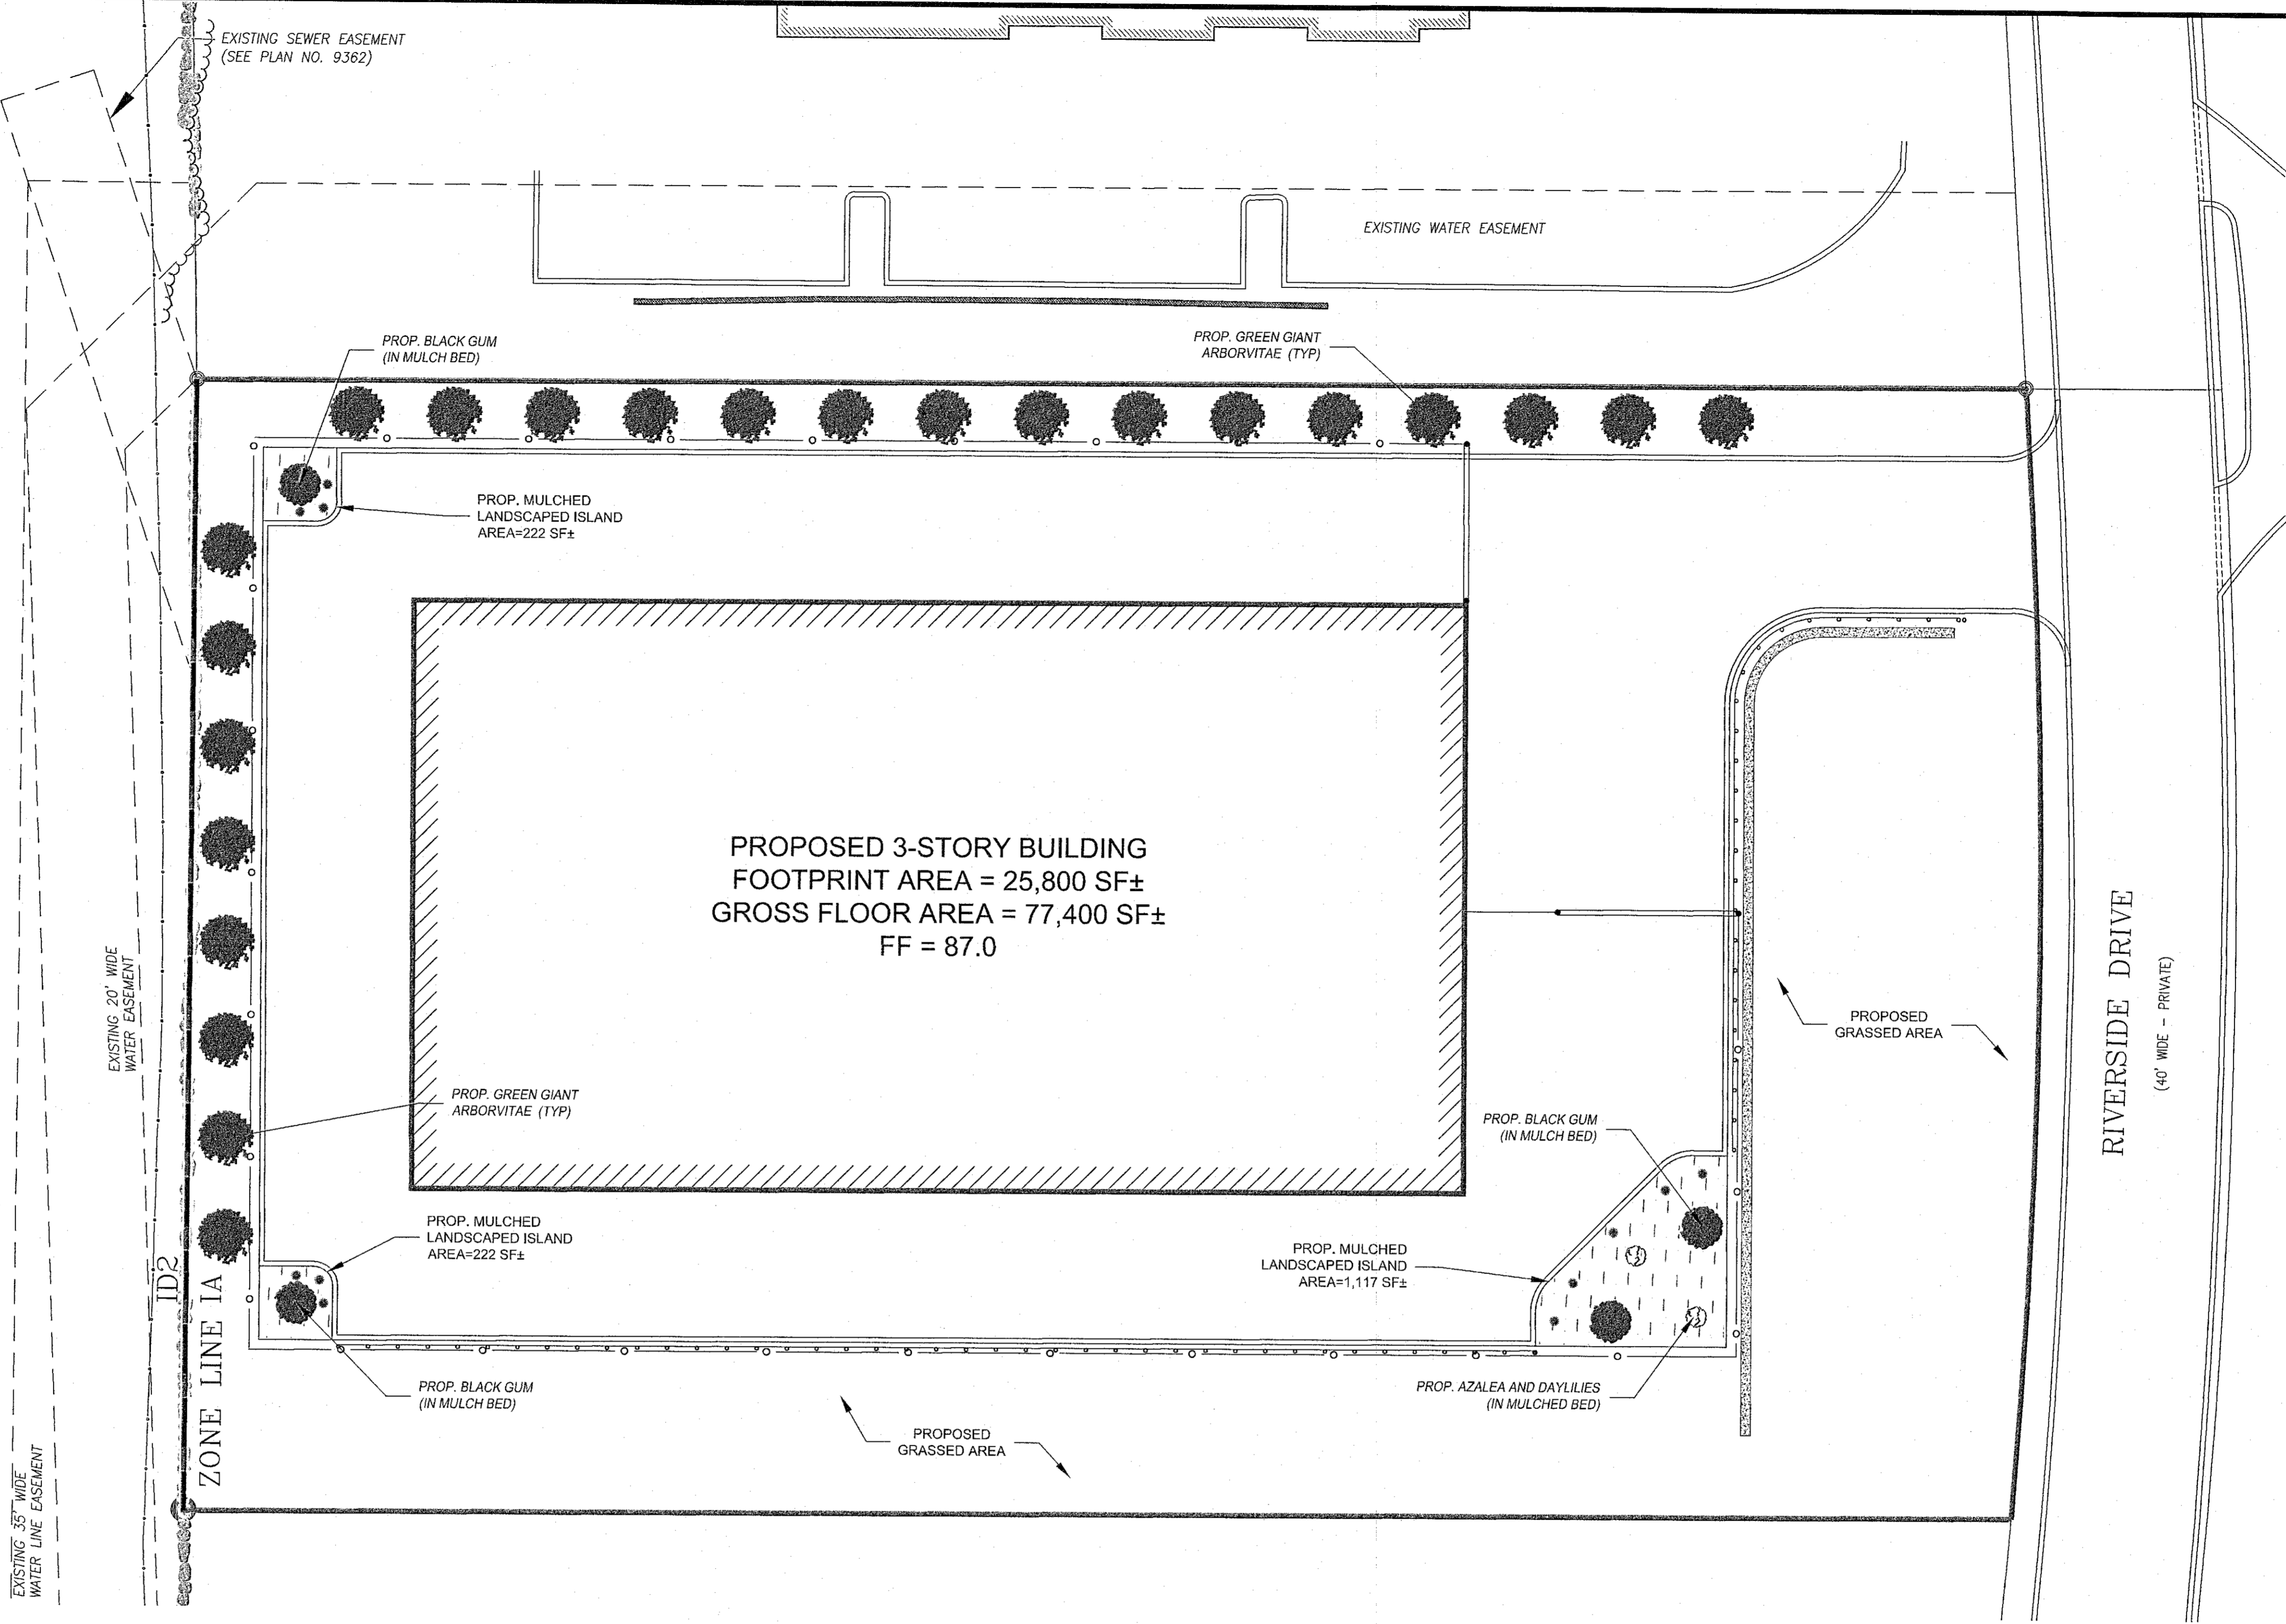 EXISTING SEWER EASEMENT
(SEE PLAN NO. 9362)
EXISTING WATER EASEMENT
PROP. BLACK GUM
(IN MULCH BED)
PROP. GREEN GIANT
ARBORVITAE (TYP)
PROP. MULCHED
LANDSCAPED ISLAND
AREA=222 SF±
PROPOSED 3-STORY BUILDING
FOOTPRINT AREA = 25,800 SF±
GROSS FLOOR AREA = 77,400 SF±
FF = 87.0
EXISTING 20' WIDE
WATER EASEMENT
PROPOSED
GRASSED AREA
RIVERSIDE DRIVE
(40' WIDE - PRIVATE)
PROP. GREEN GIANT
ARBORVITAE (TYP)
PROP. BLACK GUM
(IN MULCH BED)
PROP. MULCHED
LANDSCAPED ISLAND
AREA=222 SF±
PROP. MULCHED
LANDSCAPED ISLAND
AREA=1,117 SF±
ID2
ZONE LINE IA
PROP. BLACK GUM
(IN MULCH BED)
PROP. AZALEA AND DAYLILIES
(IN MULCHED BED)
PROPOSED
GRASSED AREA
EXISTING 35' WIDE
WATER LINE EASEMENT